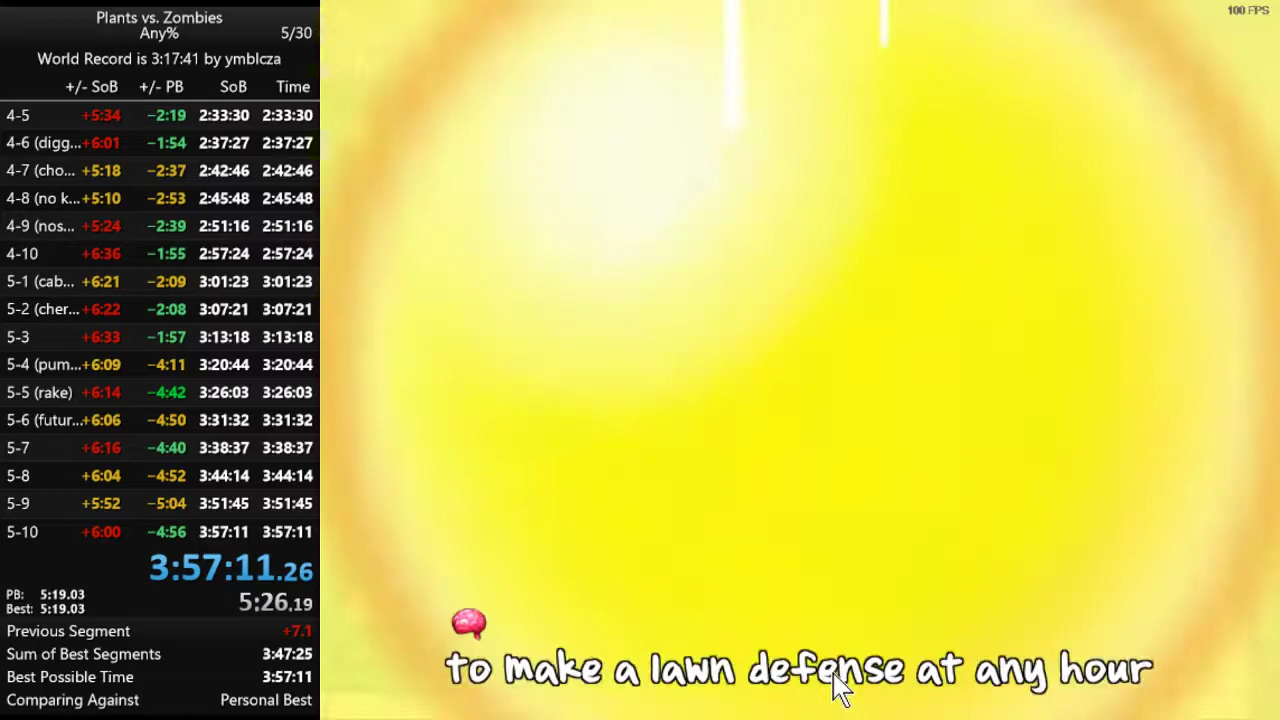 Plants vs. Zombies
Any% 5/30
World Record is 3:17:41 by ymblcza
+/- SoB +/- PB SoB Time
4-5 +5:34 −2:19 2:33:30 2:33:30
4-6 (digg... +6:01 −1:54 2:37:27 2:37:27
4-7 (cho... +5:18 −2:37 2:42:46 2:42:46
4-8 (no k... +5:10 −2:53 2:45:48 2:45:48
4-9 (nos... +5:24 −2:39 2:51:16 2:51:16
4-10 +6:36 −1:55 2:57:24 2:57:24
5-1 (cab... +6:21 −2:09 3:01:23 3:01:23
5-2 (cher... +6:22 −2:08 3:07:21 3:07:21
5-3 +6:33 −1:57 3:13:18 3:13:18
5-4 (pum... +6:09 −4:11 3:20:44 3:20:44
5-5 (rake) +6:14 −4:42 3:26:03 3:26:03
5-6 (futur... +6:06 −4:50 3:31:32 3:31:32
5-7 +6:16 −4:40 3:38:37 3:38:37
5-8 +6:04 −4:52 3:44:14 3:44:14
5-9 +5:52 −5:04 3:51:45 3:51:45
5-10 +6:00 −4:56 3:57:11 3:57:11
3:57:11.26
PB: 5:19.03
Best: 5:19.03
5:26.19
Previous Segment +7.1
Sum of Best Segments 3:47:25
Best Possible Time 3:57:11
Comparing Against Personal Best
100 FPS
to make a lawn defense at any hour